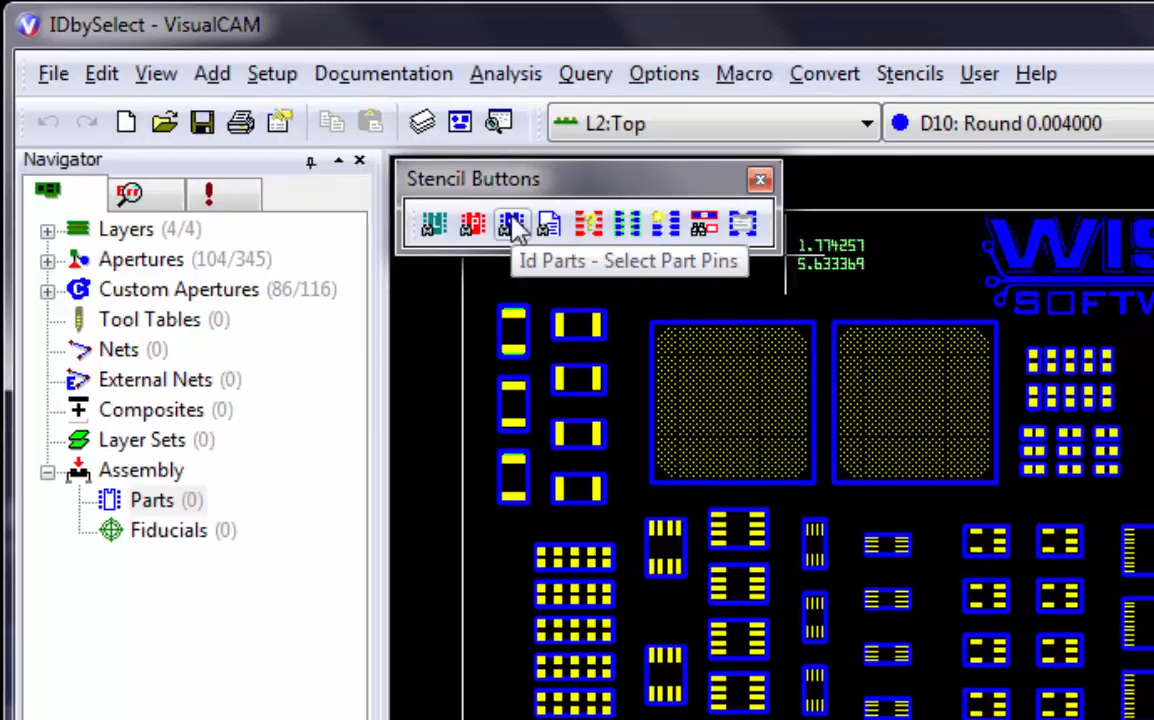 IDbySelect - VisualCAM
File Edit View Add Setup Documentation Analysis Query Options Macro Convert Stencils User Help
L2:Top
D10: Round 0.004000
Navigator
Layers (4/4)
Apertures (104/345)
Custom Apertures (86/116)
Tool Tables (0)
Nets (0)
External Nets (0)
Composites (0)
Layer Sets (0)
Assembly
Parts (0)
Fiducials (0)
Stencil Buttons
Id Parts - Select Part Pins
1.774257
5.633369